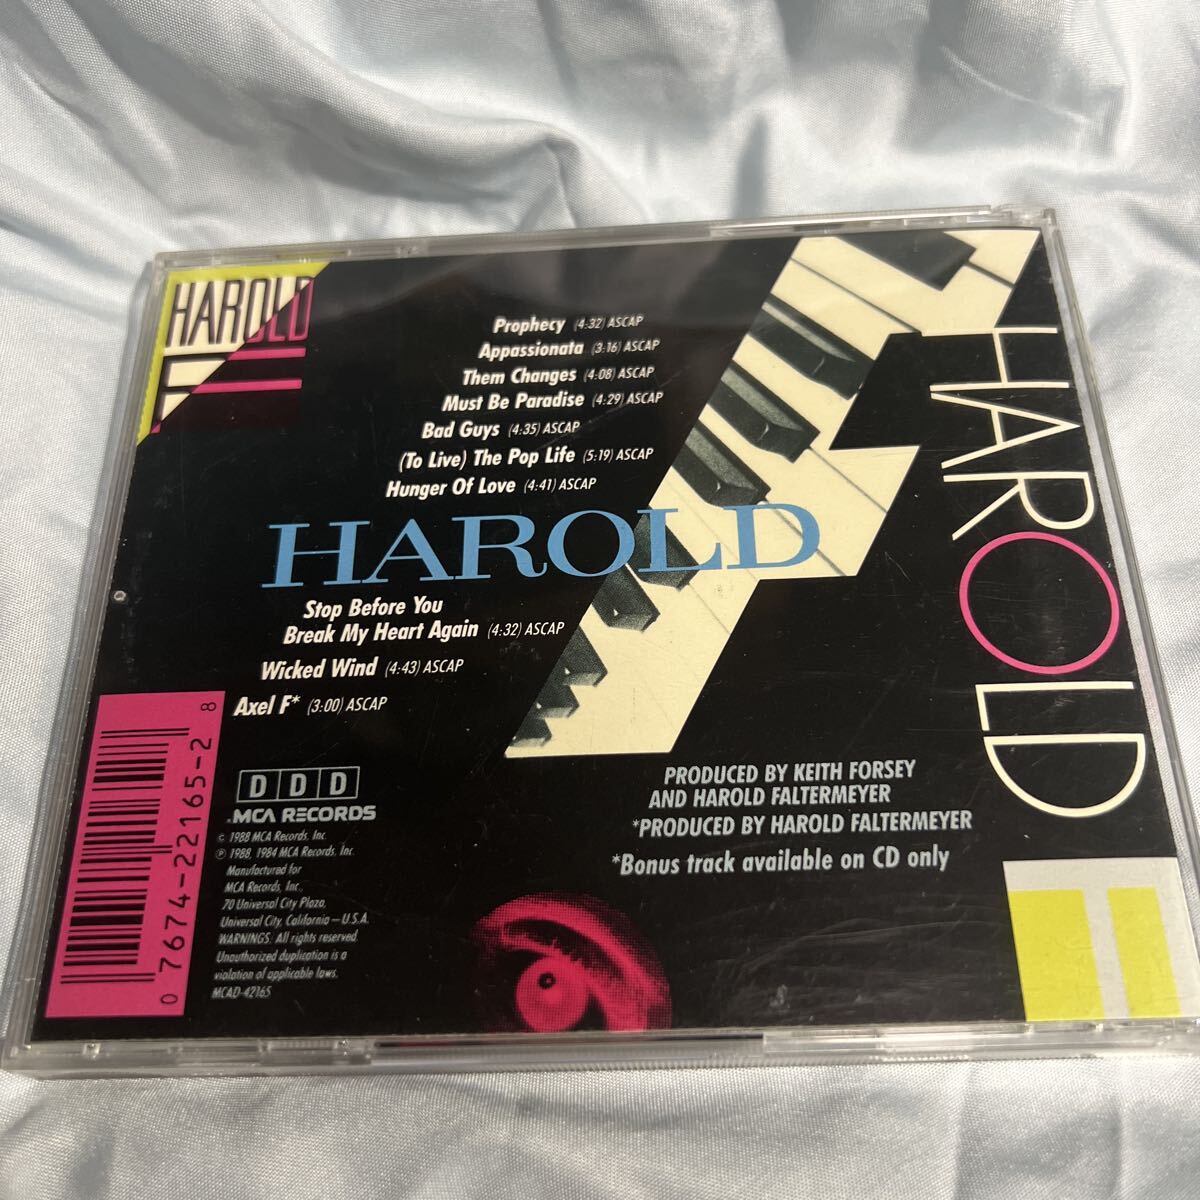 HAROLD
F
Prophecy (4:32) ASCAP
Appassionata (3:16) ASCAP
Them Changes (4:08) ASCAP
Must Be Paradise (4:29) ASCAP
Bad Guys (4:35) ASCAP
(To Live) The Pop Life (5:19) ASCAP
Hunger Of Love (4:41) ASCAP
HAROLD
Stop Before You
Break My Heart Again (4:32) ASCAP
Wicked Wind (4:43) ASCAP
Axel F* (3:00) ASCAP
HAROLD F
PRODUCED BY KEITH FORSEY
AND HAROLD FALTERMEYER
*PRODUCED BY HAROLD FALTERMEYER
*Bonus track available on CD only
D D D
MCA RECORDS
© 1988 MCA Records, Inc.
℗ 1988, 1984 MCA Records, Inc.
Manufactured for
MCA Records, Inc.,
70 Universal City Plaza,
Universal City, California — U.S.A.
WARNINGS: All rights reserved.
Unauthorized duplication is a
violation of applicable laws.
MCAD-42165
0 7674-22165-2 8